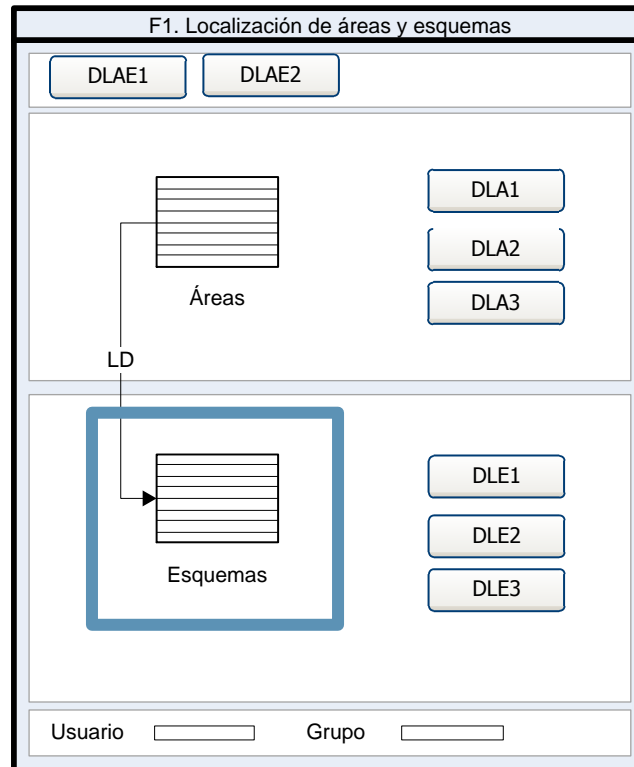 F1. Localización de áreas y esquemas
DLAE1 DLAE2
DLA1
DLA2
Áreas
DLA3
LD
DLE1
DLE2
Esquemas
DLE3
Usuario Grupo